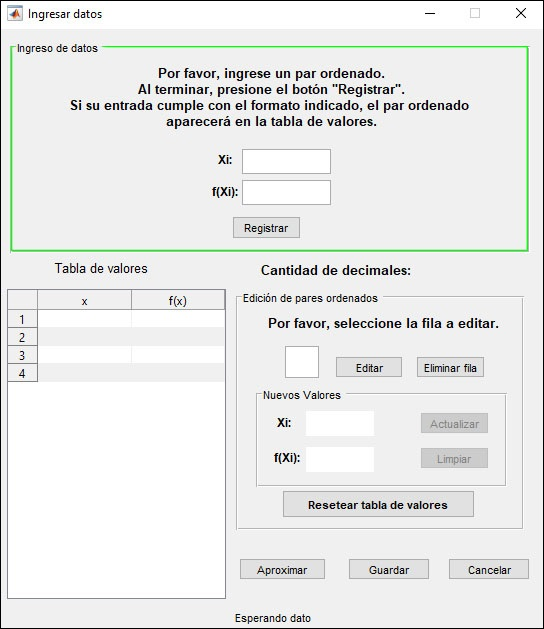 Ingresar datos
Ingreso de datos
Por favor, ingrese un par ordenado.
Al terminar, presione el botón "Registrar".
Si su entrada cumple con el formato indicado, el par ordenado
aparecerá en la tabla de valores.
Xi:
f(Xi):
Registrar
Tabla de valores
Cantidad de decimales:
x f(x)
1
2
3
4
Edición de pares ordenados
Por favor, seleccione la fila a editar.
Editar Eliminar fila
Nuevos Valores
Xi: Actualizar
f(Xi): Limpiar
Resetear tabla de valores
Aproximar Guardar Cancelar
Esperando dato